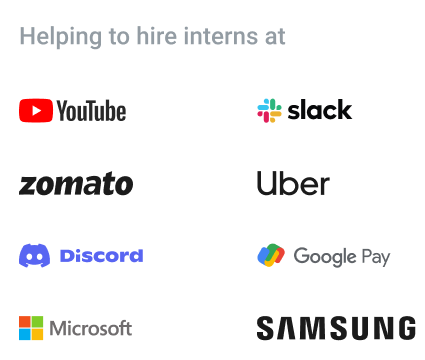 Helping to hire interns at
YouTube
slack
zomato
Uber
Discord
Google Pay
Microsoft
SAMSUNG